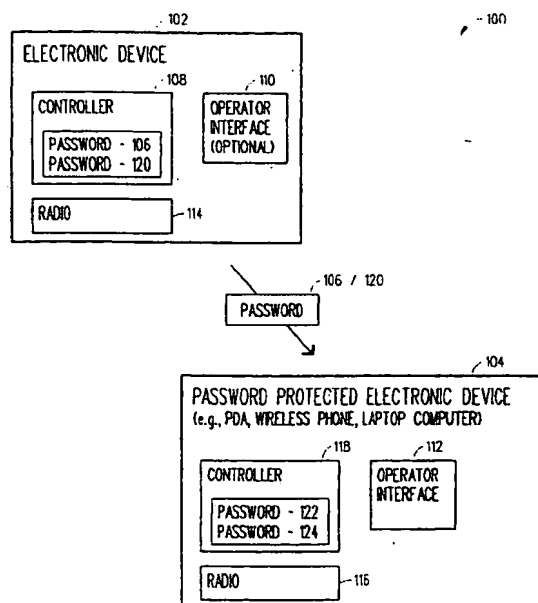 102
100
ELECTRONIC DEVICE
108
110
CONTROLLER
OPERATOR
INTERFACE
(OPTIONAL)
PASSWORD - 106
PASSWORD - 120
RADIO
114
106 / 120
PASSWORD
104
PASSWORD PROTECTED ELECTRONIC DEVICE
(e.g., PDA, WIRELESS PHONE, LAPTOP COMPUTER)
118
112
CONTROLLER
OPERATOR
INTERFACE
PASSWORD - 122
PASSWORD - 124
RADIO
116